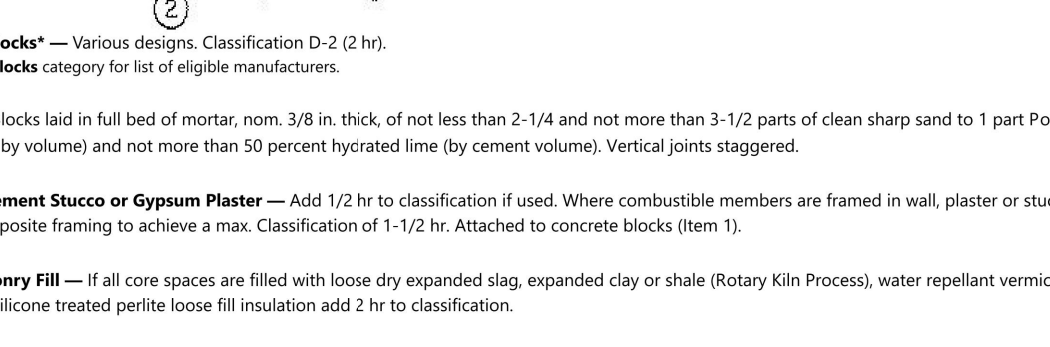 2
ocks* — Various designs. Classification D-2 (2 hr).
locks category for list of eligible manufacturers.
locks laid in full bed of mortar, nom. 3/8 in. thick, of not less than 2-1/4 and not more than 3-1/2 parts of clean sharp sand to 1 part Po
by volume) and not more than 50 percent hydrated lime (by cement volume). Vertical joints staggered.
ement Stucco or Gypsum Plaster — Add 1/2 hr to classification if used. Where combustible members are framed in wall, plaster or stuc
posite framing to achieve a max. Classification of 1-1/2 hr. Attached to concrete blocks (Item 1).
onry Fill — If all core spaces are filled with loose dry expanded slag, expanded clay or shale (Rotary Kiln Process), water repellant vermic
ilicone treated perlite loose fill insulation add 2 hr to classification.